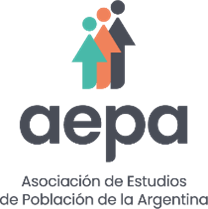 aepa
Asociación de Estudios
de Población de la Argentina